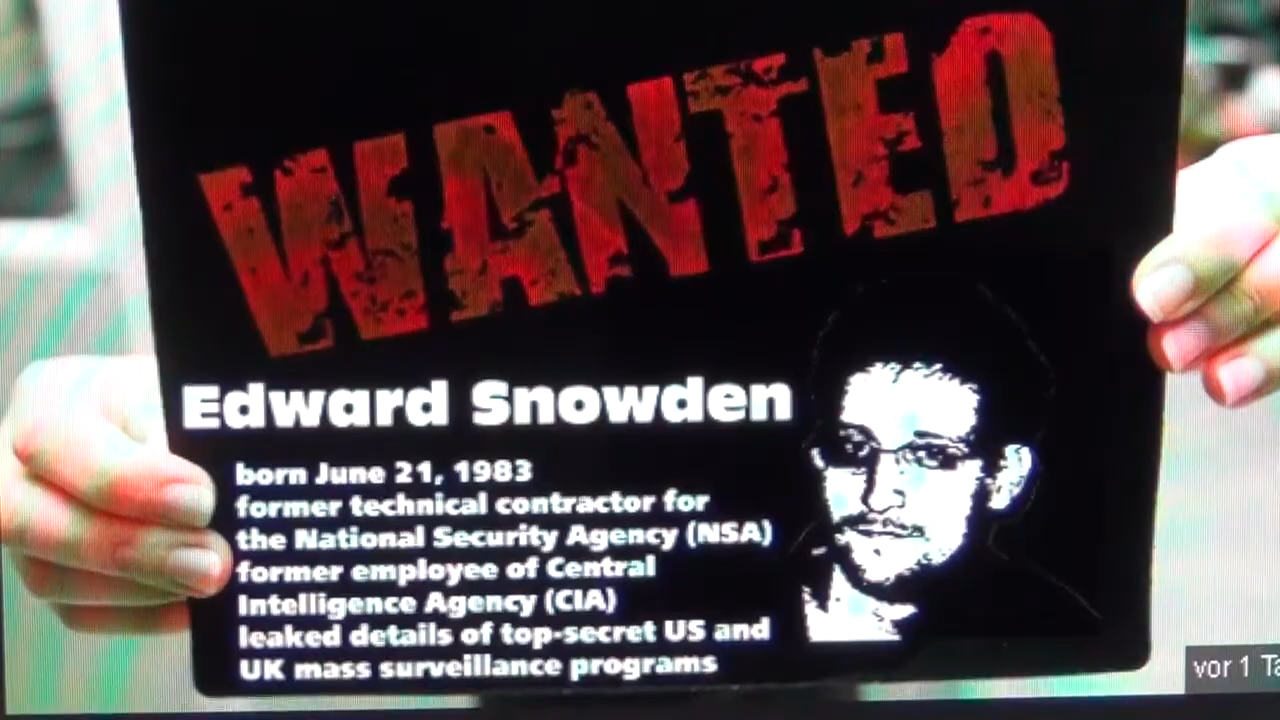 WANTED
Edward Snowden
born June 21, 1983
former technical contractor for
the National Security Agency (NSA)
former employee of Central
Intelligence Agency (CIA)
leaked details of top-secret US and
UK mass surveillance programs
vor 1